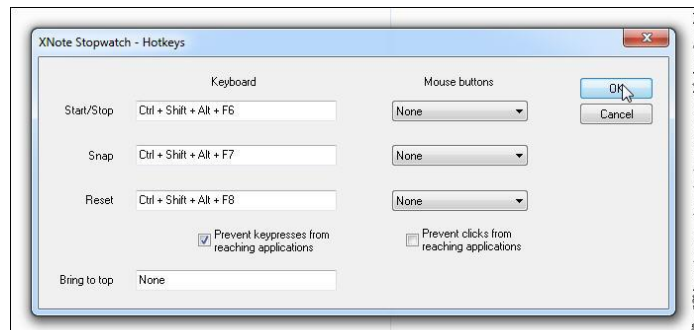 XNote Stopwatch - Hotkeys
Keyboard Mouse buttons
Start/Stop Ctrl + Shift + Alt + F6 None OK
Cancel
Snap Ctrl + Shift + Alt + F7 None
Reset Ctrl + Shift + Alt + F8 None
Prevent keypresses from Prevent clicks from
reaching applications reaching applications
Bring to top None